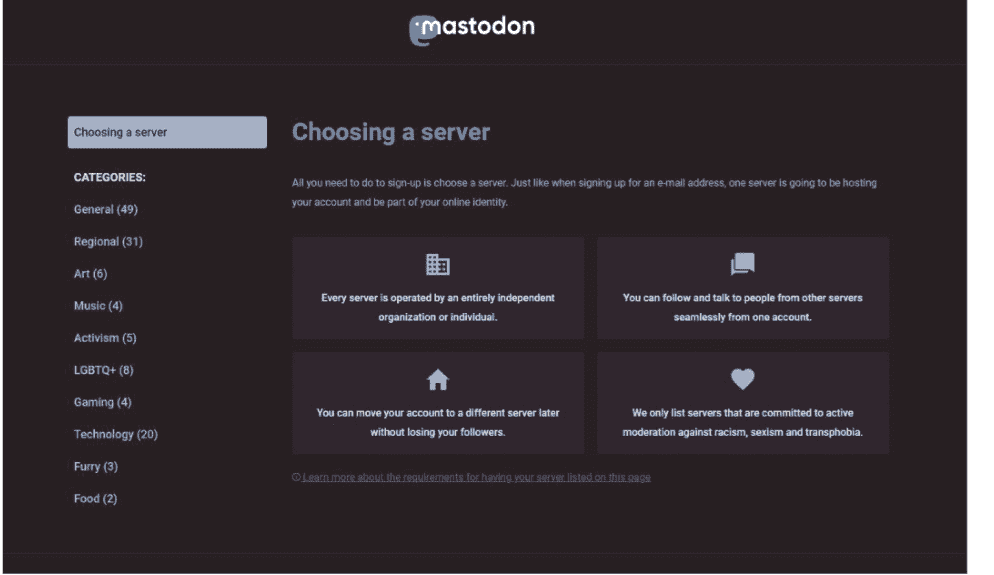 mastodon
Choosing a server
CATEGORIES:
General (49)
Regional (31)
Art (6)
Music (4)
Activism (5)
LGBTQ+ (8)
Gaming (4)
Technology (20)
Furry (3)
Food (2)
Choosing a server
All you need to do to sign-up is choose a server. Just like when signing up for an e-mail address, one server is going to be hosting
your account and be part of your online identity.
Every server is operated by an entirely independent
organization or individual.
You can follow and talk to people from other servers
seamlessly from one account.
You can move your account to a different server later
without losing your followers.
We only list servers that are committed to active
moderation against racism, sexism and transphobia.
Learn more about the requirements for having your server listed on this page